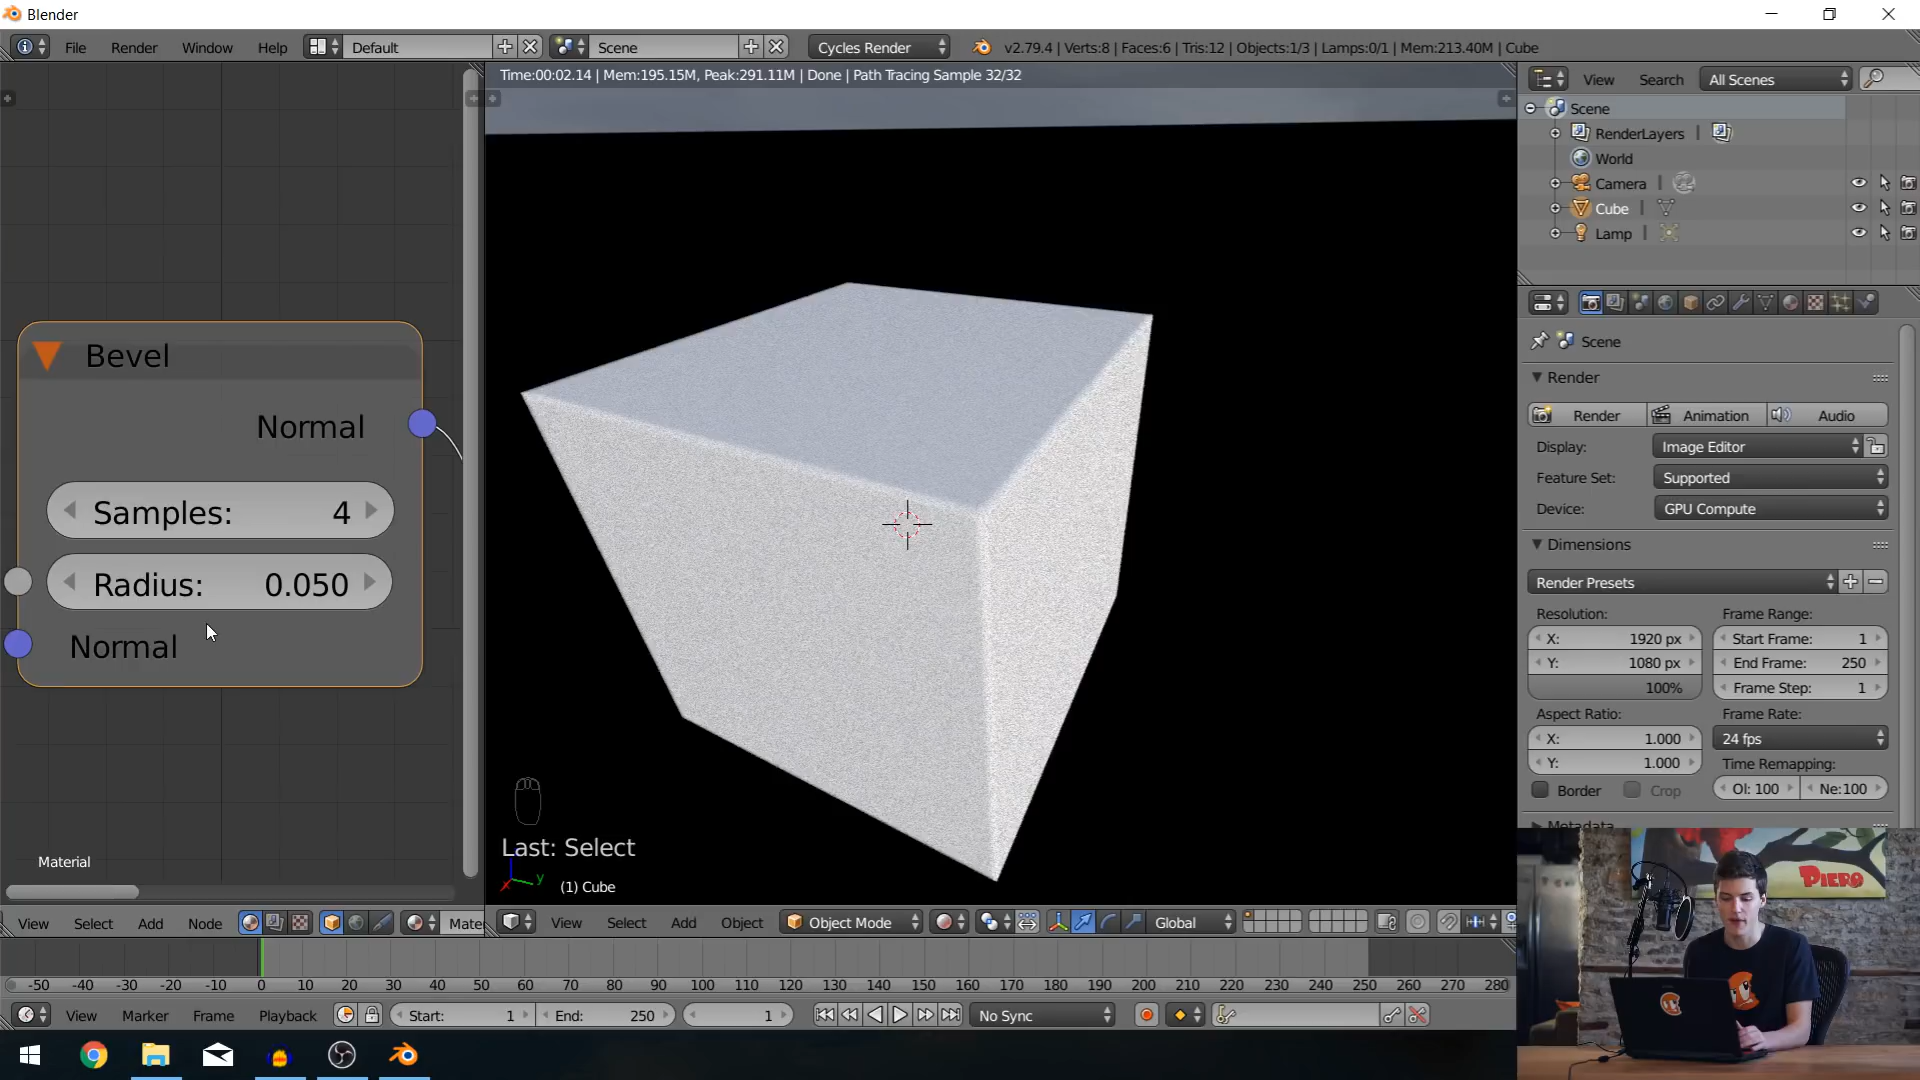 Blender
File Render Window Help Default Scene Cycles Render v2.79.4 | Verts:8 | Faces:6 | Tris:12 | Objects:1/3 | Lamps:0/1 | Mem:213.40M | Cube
Time:00:02.14 | Mem:195.15M, Peak:291.11M | Done | Path Tracing Sample 32/32
View Search All Scenes
Scene
RenderLayers
World
Camera
Cube
Lamp
Scene
Render
Render Animation Audio
Display: Image Editor
Feature Set: Supported
Device: GPU Compute
Dimensions
Render Presets
Resolution: Frame Range:
X: 1920 px Start Frame: 1
Y: 1080 px End Frame: 250
100% Frame Step: 1
Aspect Ratio: Frame Rate:
X: 1.000 24 fps
Y: 1.000 Time Remapping:
Border Crop Ol: 100 Ne:100
Metadata
Bevel
Normal
Samples: 4
Radius: 0.050
Normal
Material
Last: Select
x y
(1) Cube
PIERO
View Select Add Node Mate
View Select Add Object Object Mode Global
-50 -40 -30 -20 -10 0 10 20 30 40 50 60 70 80 90 100 110 120 130 140 150 160 170 180 190 200 210 220 230 240 250 260 270 280
View Marker Frame Playback Start: 1 End: 250 1 No Sync